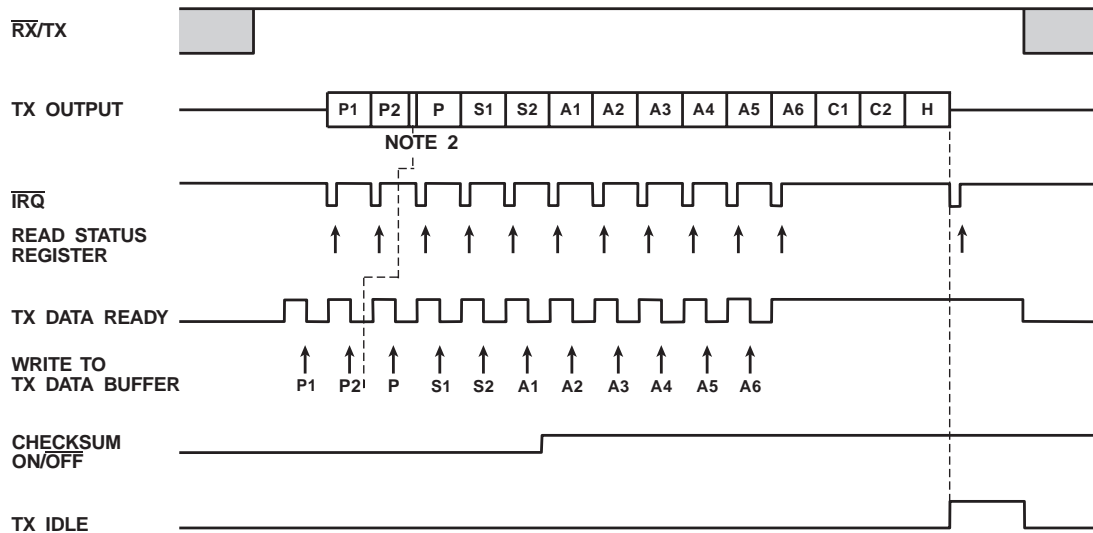 RX/TX
TX OUTPUT
P1 P2 P S1 S2 A1 A2 A3 A4 A5 A6 C1 C2 H
NOTE 2
IRQ
READ STATUS
REGISTER
TX DATA READY
WRITE TO
TX DATA BUFFER
P1 P2 P S1 S2 A1 A2 A3 A4 A5 A6
CHECKSUM
ON/OFF
TX IDLE